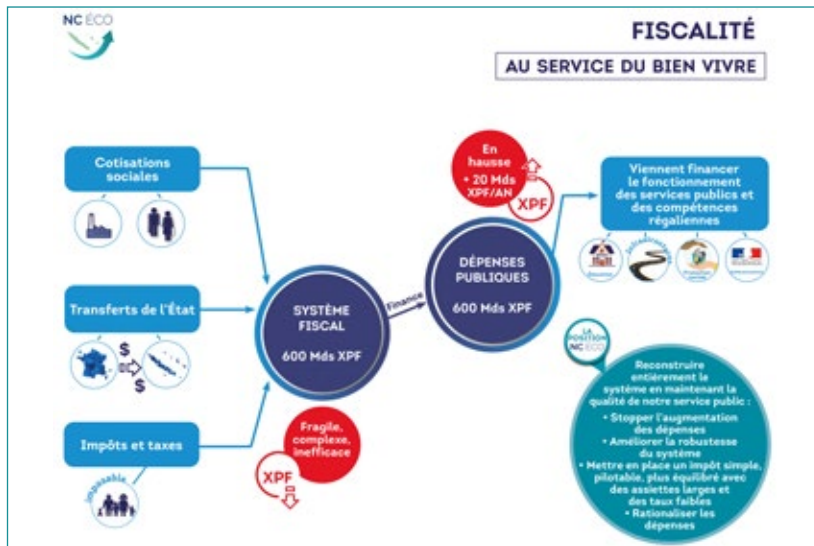 NC ÉCO
FISCALITÉ
AU SERVICE DU BIEN VIVRE
Cotisations
sociales
Transferts de l'État
$
$
Impôts et taxes
imposable
SYSTÈME
FISCAL
600 Mds XPF
Fragile,
complexe,
inefficace
XPF
Finance
En
hausse
+ 20 Mds
XPF/AN
XPF
DÉPENSES
PUBLIQUES
600 Mds XPF
Viennent financer
le fonctionnement
des services publics et
des compétences
régaliennes
LA
POSITION
NC ÉCO
Reconstruire
entièrement le
système en maintenant la
qualité de notre service public :
• Stopper l'augmentation
des dépenses
• Améliorer la robustesse
du système
• Mettre en place un impôt simple,
pilotable, plus équilibré avec
des assiettes larges et
des taux faibles
• Rationaliser les
dépenses